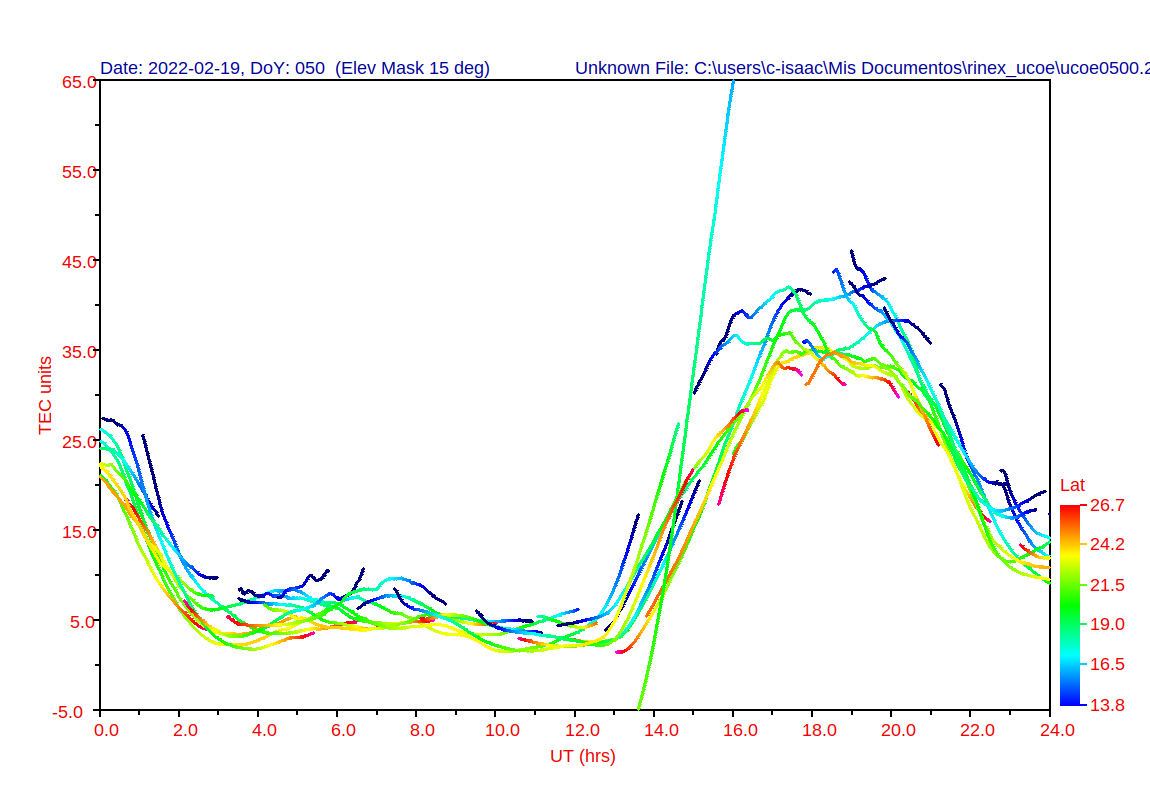 Date: 2022-02-19, DoY: 050  (Elev Mask 15 deg)
Unknown File: C:\users\c-isaac\Mis Documentos\rinex_ucoe\ucoe0500.2
65.0
55.0
45.0
35.0
25.0
15.0
5.0
-5.0
TEC units
0.0 2.0 4.0 6.0 8.0 10.0 12.0 14.0 16.0 18.0 20.0 22.0 24.0
UT (hrs)
Lat
26.7
24.2
21.5
19.0
16.5
13.8